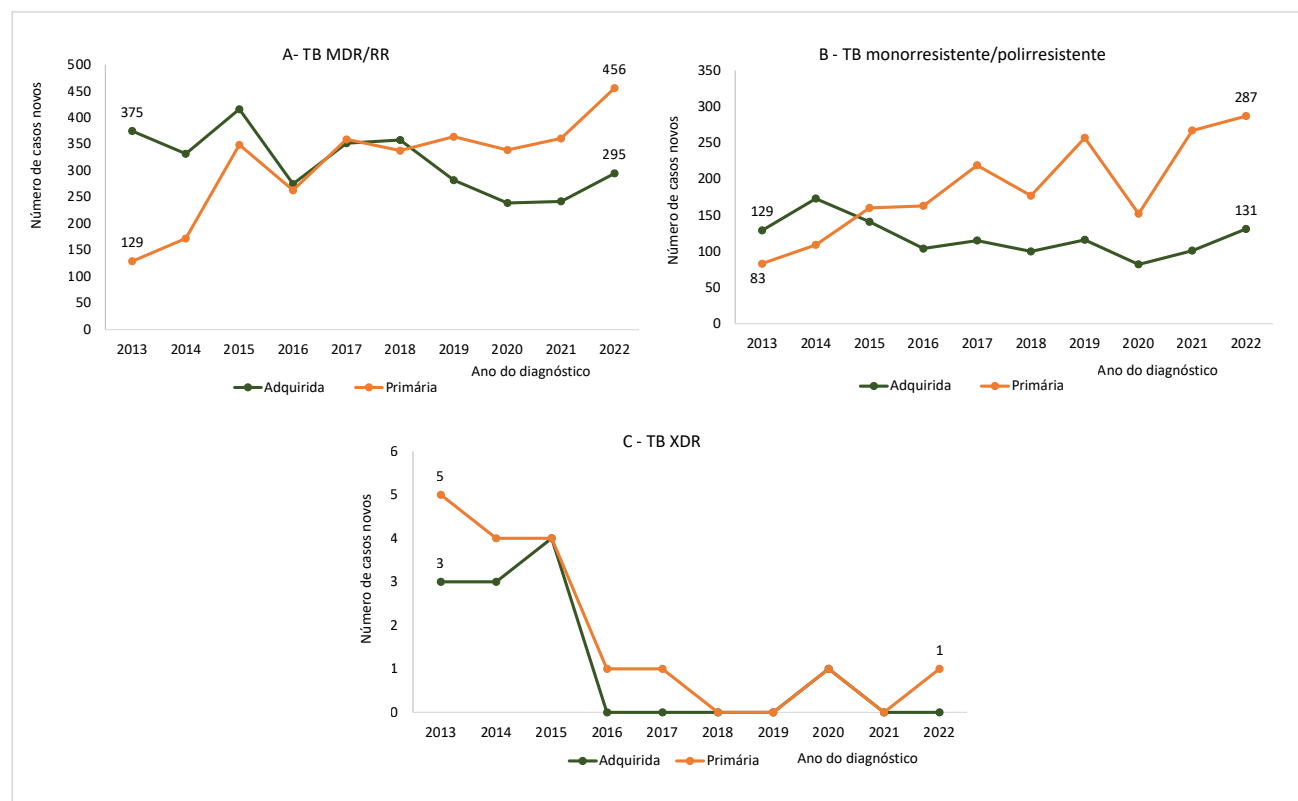 A- TB MDR/RR
Número de casos novos
500
450
400
350
300
250
200
150
100
50
0
375
129
456
295
2013 2014 2015 2016 2017 2018 2019 2020 2021 2022
Ano do diagnóstico
Adquirida Primária
B - TB monorresistente/polirresistente
Número de casos novos
350
300
250
200
150
100
50
0
129
83
287
131
2013 2014 2015 2016 2017 2018 2019 2020 2021 2022
Ano do diagnóstico
Adquirida Primária
C - TB XDR
Número de casos novos
6
5
4
3
2
1
0
5
3
1
2013 2014 2015 2016 2017 2018 2019 2020 2021 2022
Adquirida Primária Ano do diagnóstico